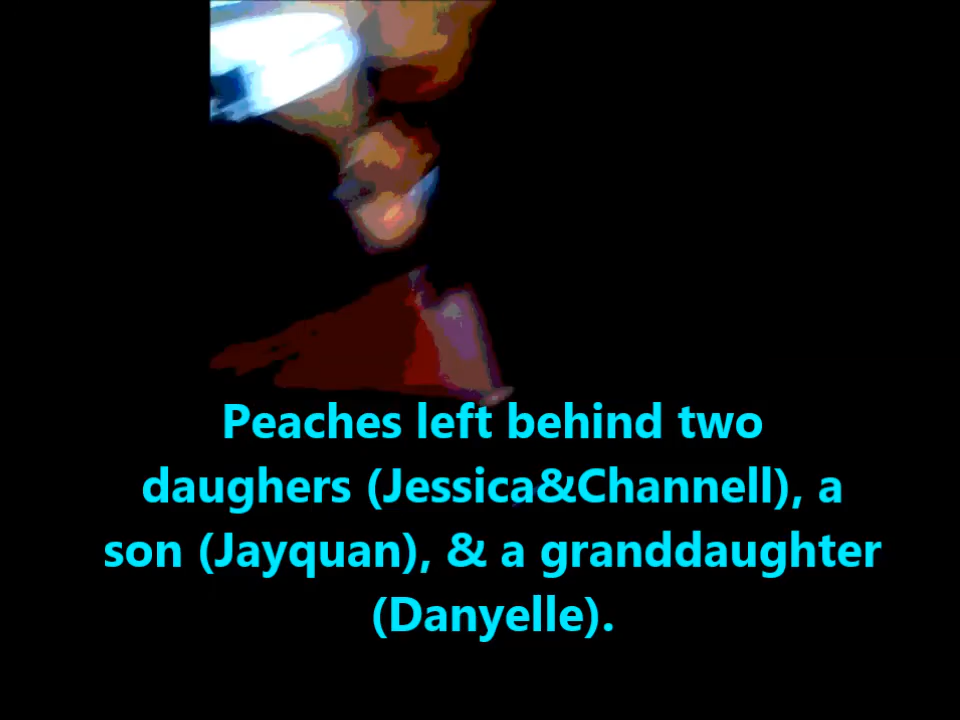 Peaches left behind two
daughers (Jessica&Channell), a
son (Jayquan), & a granddaughter
(Danyelle).